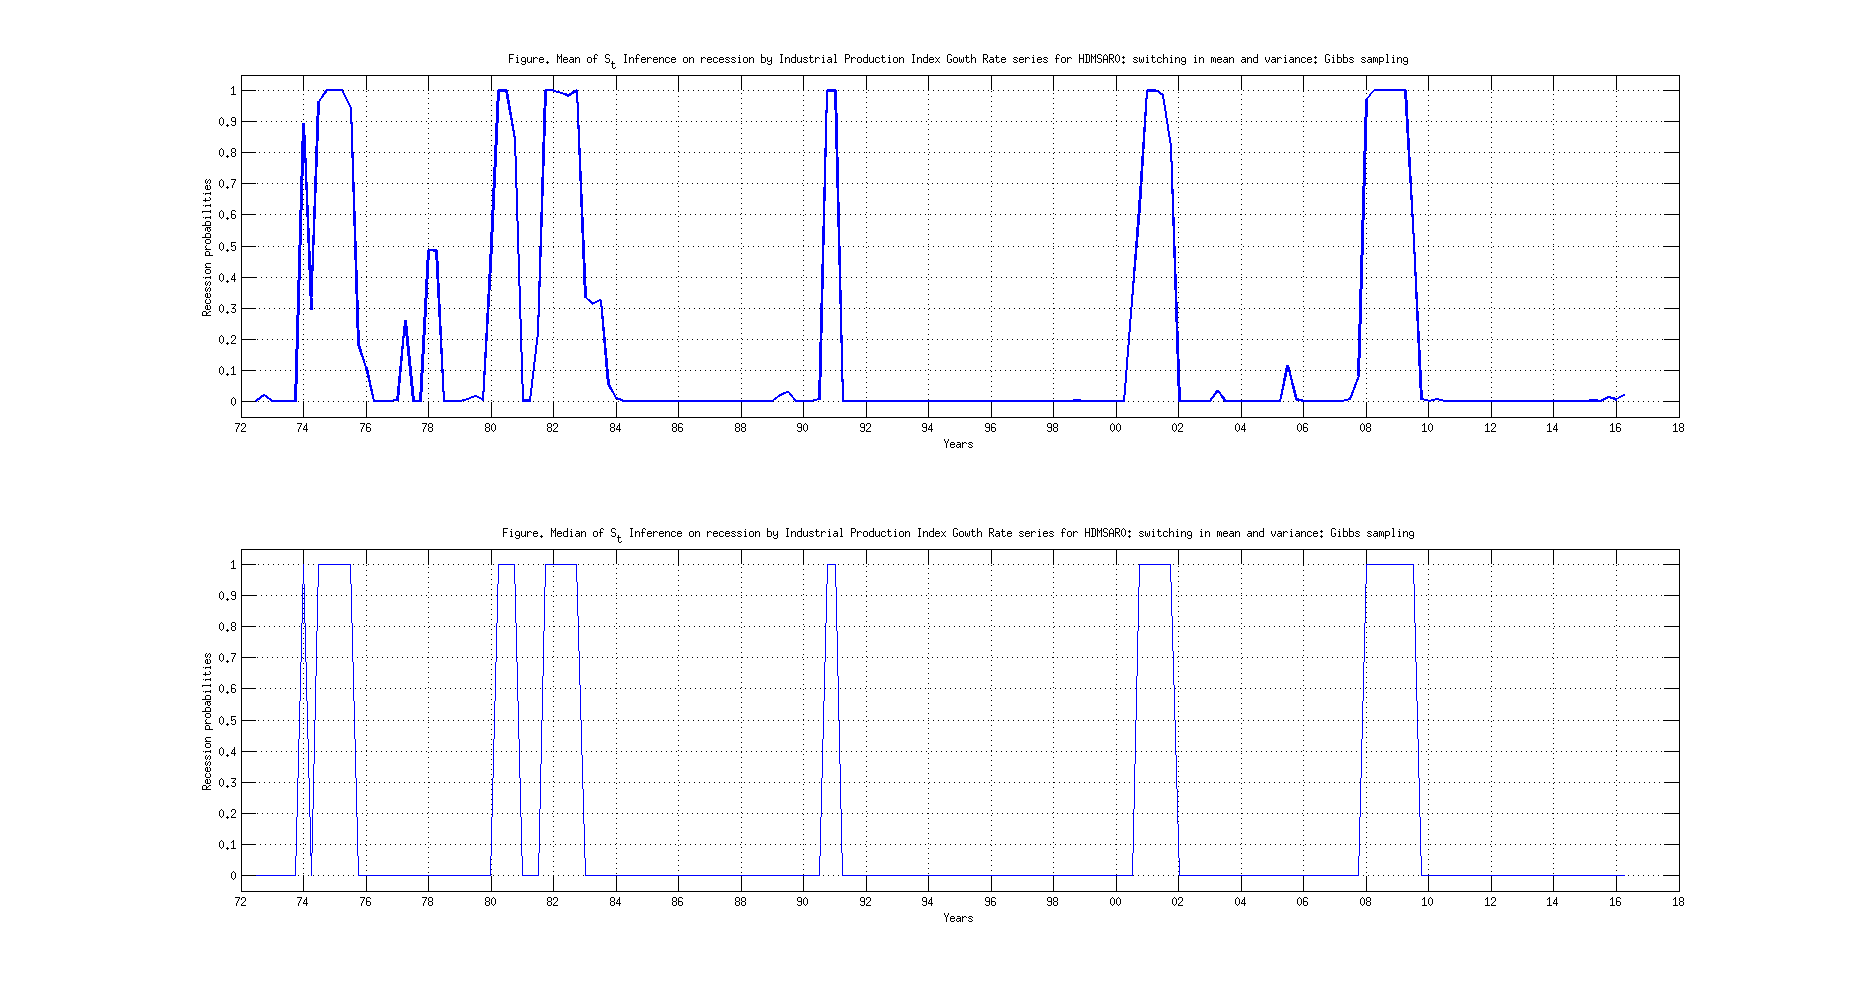 Figure. Mean of St Inference on recession by Industrial Production Index Gowth Rate series for HDMSAR0: switching in mean and variance: Gibbs sampling
Recession probabilities
1
0.9
0.8
0.7
0.6
0.5
0.4
0.3
0.2
0.1
0
72 74 76 78 80 82 84 86 88 90 92 94 96 98 00 02 04 06 08 10 12 14 16 18
Years
Figure. Median of St Inference on recession by Industrial Production Index Gowth Rate series for HDMSAR0: switching in mean and variance: Gibbs sampling
Recession probabilities
1
0.9
0.8
0.7
0.6
0.5
0.4
0.3
0.2
0.1
0
72 74 76 78 80 82 84 86 88 90 92 94 96 98 00 02 04 06 08 10 12 14 16 18
Years